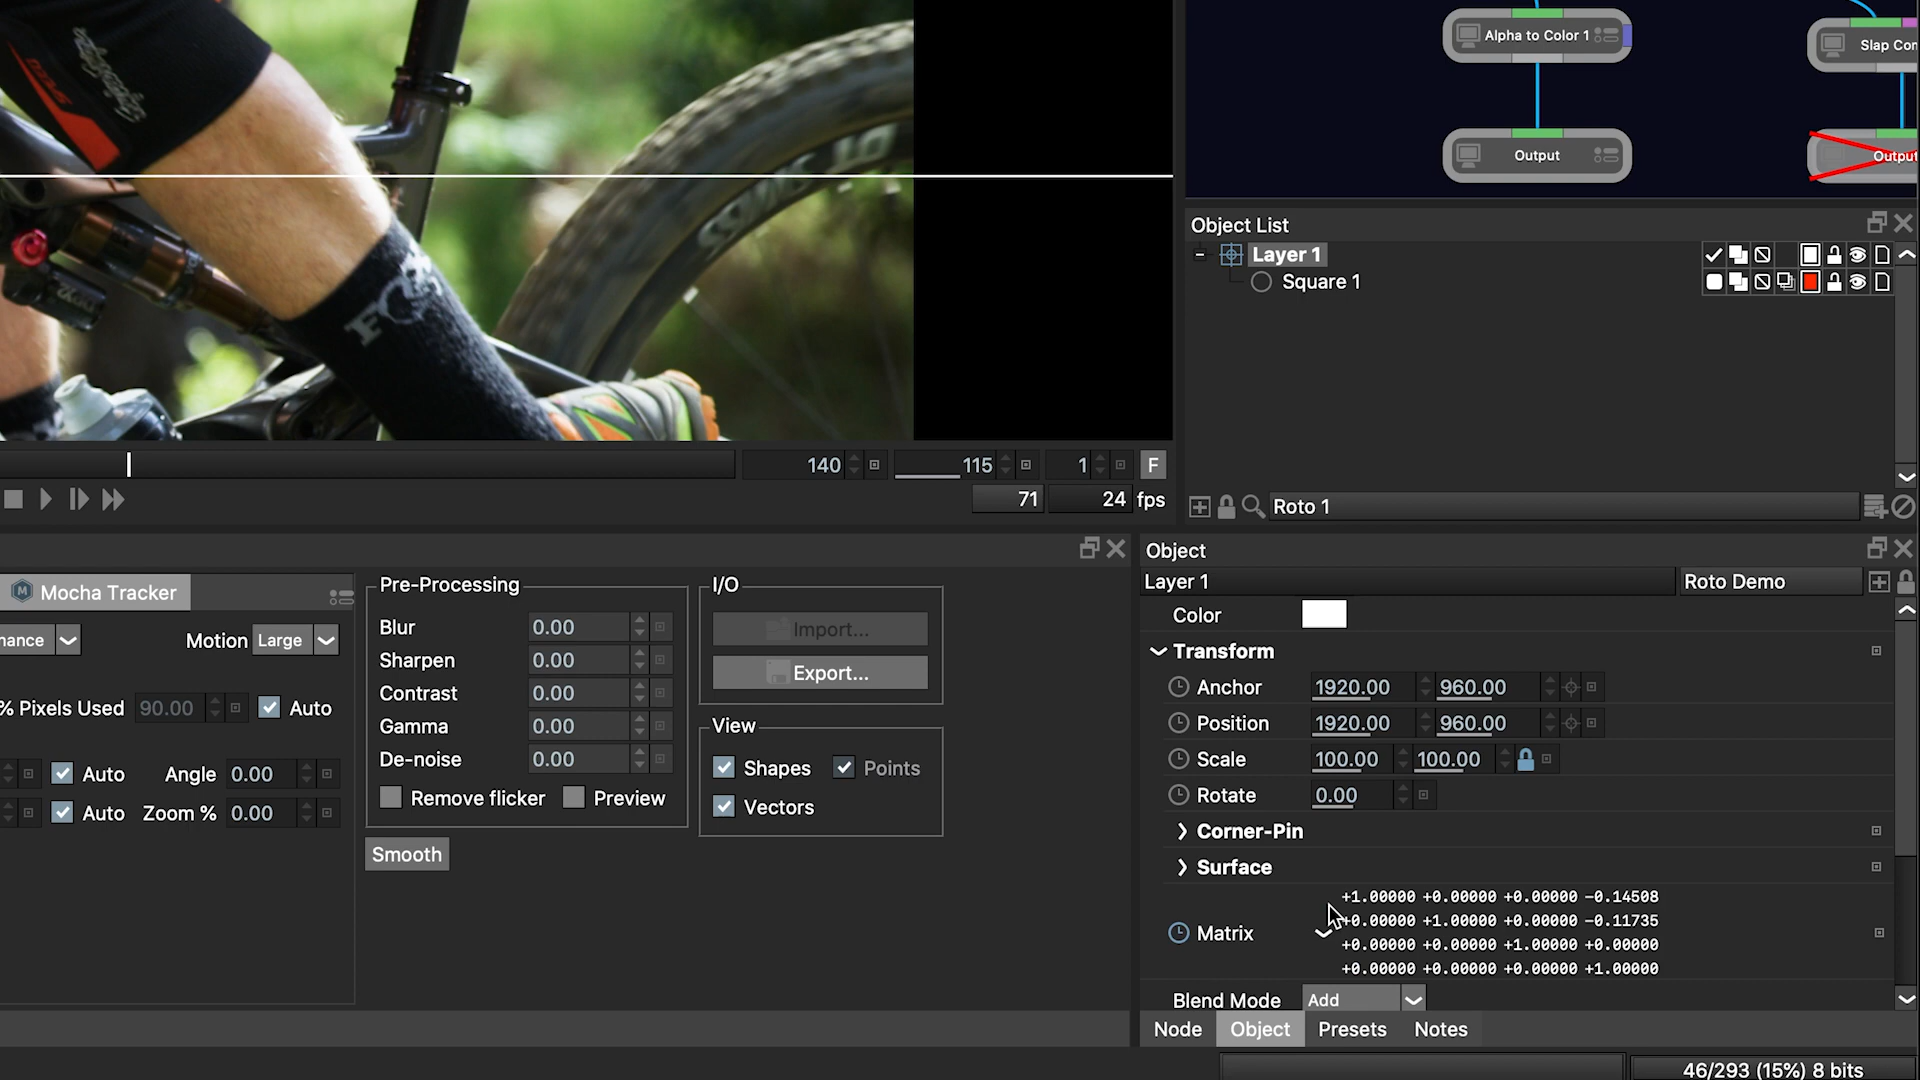 Alpha to Color 1
Slap Con
Output
Output
FOX
Object List
Layer 1
Square 1
140
115
1
F
71
24
fps
Roto 1
Object
Layer 1
Roto Demo
Color
Transform
Anchor
1920.00
960.00
Position
1920.00
960.00
Scale
100.00
100.00
Rotate
0.00
Corner-Pin
Surface
Matrix
+1.00000 +0.00000 +0.00000 -0.14508
+0.00000 +1.00000 +0.00000 -0.11735
+0.00000 +0.00000 +1.00000 +0.00000
+0.00000 +0.00000 +0.00000 +1.00000
Blend Mode
Add
Node
Object
Presets
Notes
46/293 (15%) 8 bits
Mocha Tracker
nance
Motion
Large
% Pixels Used
90.00
Auto
Auto
Angle
0.00
Auto
Zoom %
0.00
Pre-Processing
Blur
0.00
Sharpen
0.00
Contrast
0.00
Gamma
0.00
De-noise
0.00
Remove flicker
Preview
Smooth
I/O
Import...
Export...
View
Shapes
Points
Vectors